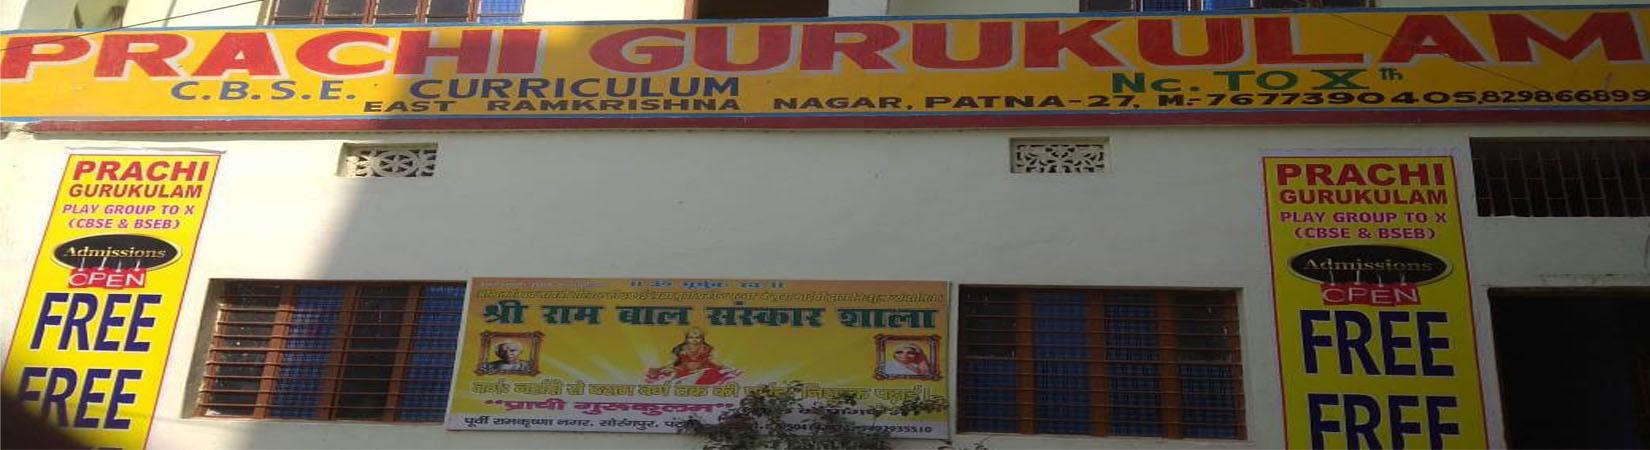 PRACHI GURUKULAM
C.B.S.E. CURRICULUM NC. TO X th
EAST RAMKRISHNA NAGAR, PATNA-27, M:-7677390405,829866899
PRACHI
GURUKULAM
PLAY GROUP TO X
(CBSE & BSEB)
Admissions
OPEN
FREE
FREE
श्री राम बाल संस्कार शाला
"प्राची गुरुकुलम"
पूर्वी रामकृष्णा नगर, सोरंगपुर,
PRACHI
GURUKULAM
PLAY GROUP TO X
(CBSE & BSEB)
Admissions
OPEN
FREE
FREE